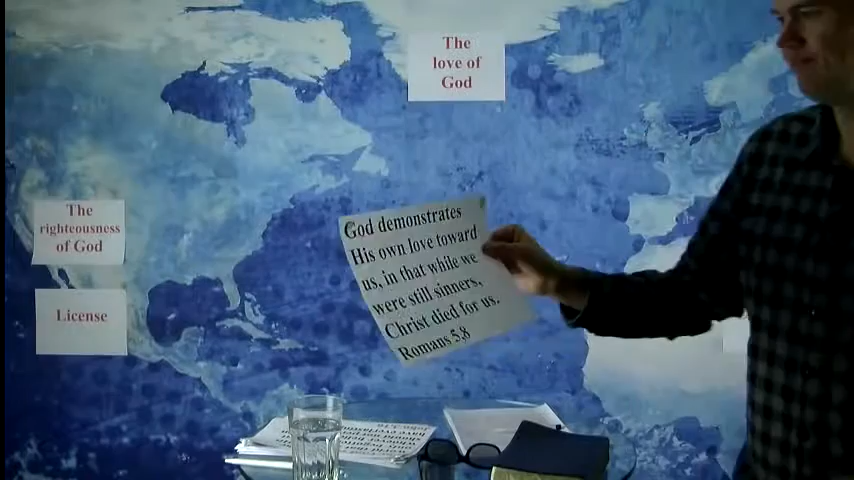 The
love of
God
The
righteousness
of God
License
God demonstrates
His own love toward
us, in that while we
were still sinners,
Christ died for us.
Romans 5,8